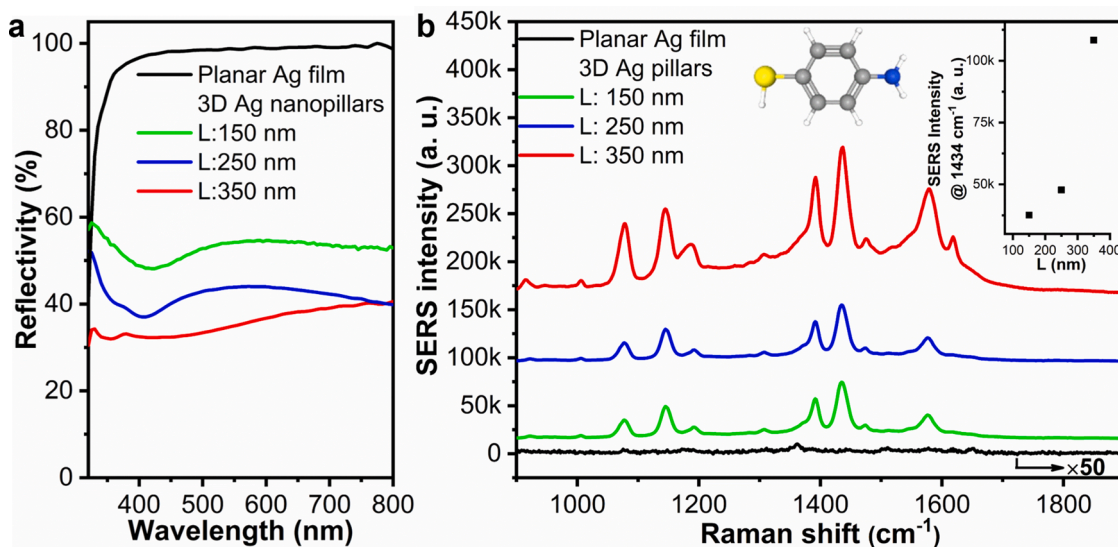 a
100
80
60
40
20
0
Reflectivity (%)
Planar Ag film
3D Ag nanopillars
L:150 nm
L:250 nm
L:350 nm
400 500 600 700 800
Wavelength (nm)
b
450k
400k
350k
300k
250k
200k
150k
100k
50k
0
SERS intensity (a. u.)
Planar Ag film
3D Ag pillars
L: 150 nm
L: 250 nm
L: 350 nm
SERS Intensity
@ 1434 cm⁻¹ (a. u.)
100k
50k
100 200 300 400
L (nm)
×50
1000 1200 1400 1600 1800
Raman shift (cm⁻¹)